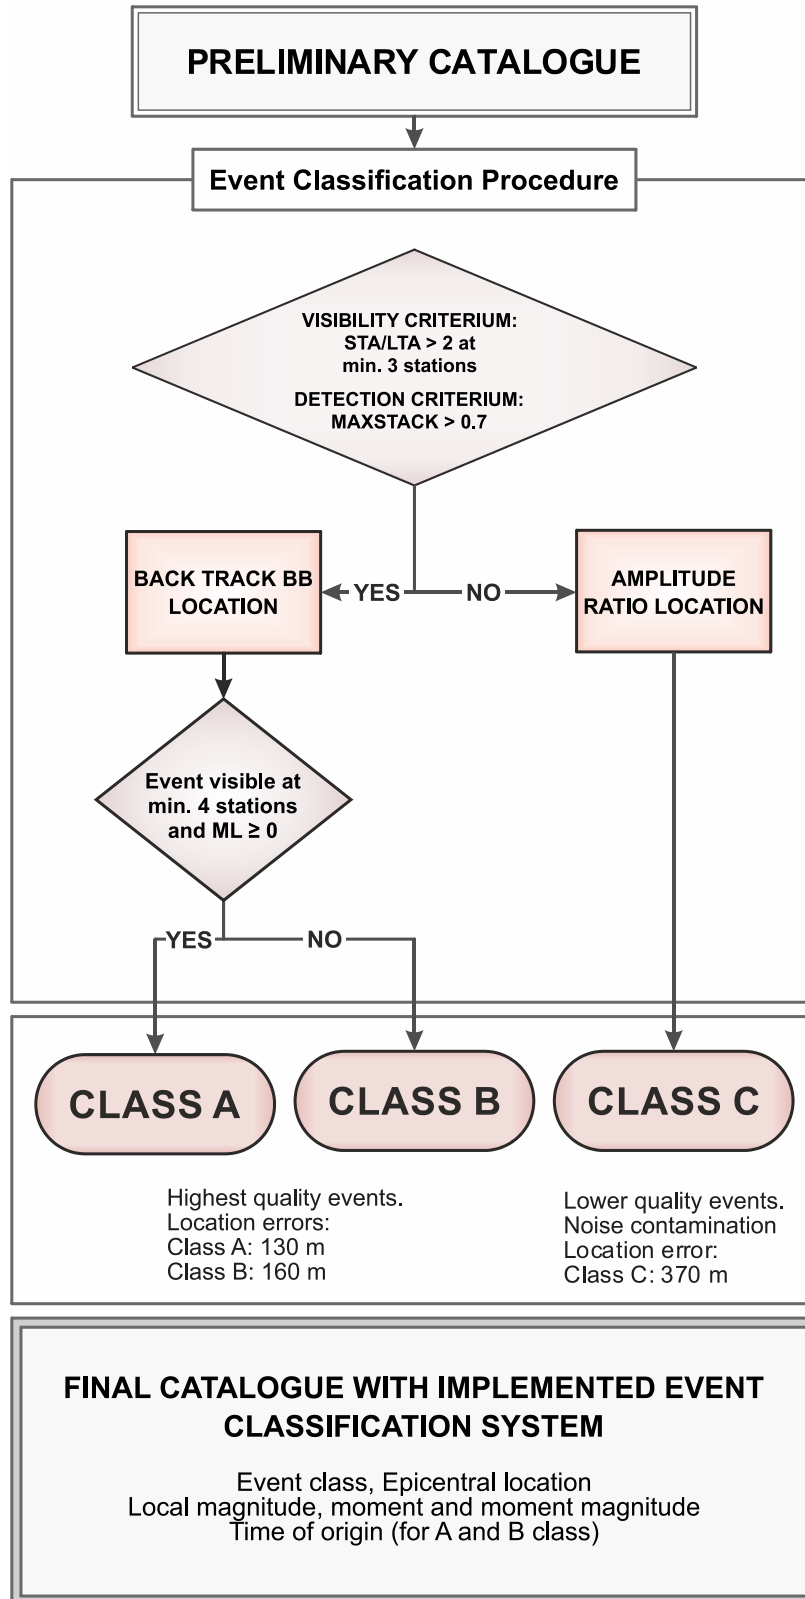 PRELIMINARY CATALOGUE
Event Classification Procedure
VISIBILITY CRITERIUM:
STA/LTA > 2 at
min. 3 stations
DETECTION CRITERIUM:
MAXSTACK > 0.7
BACK TRACK BB
LOCATION
YES
NO
AMPLITUDE
RATIO LOCATION
Event visible at
min. 4 stations
and ML ≥ 0
YES
NO
CLASS A
CLASS B
CLASS C
Highest quality events.
Location errors:
Class A: 130 m
Class B: 160 m
Lower quality events.
Noise contamination
Location error:
Class C: 370 m
FINAL CATALOGUE WITH IMPLEMENTED EVENT
CLASSIFICATION SYSTEM
Event class, Epicentral location
Local magnitude, moment and moment magnitude
Time of origin (for A and B class)